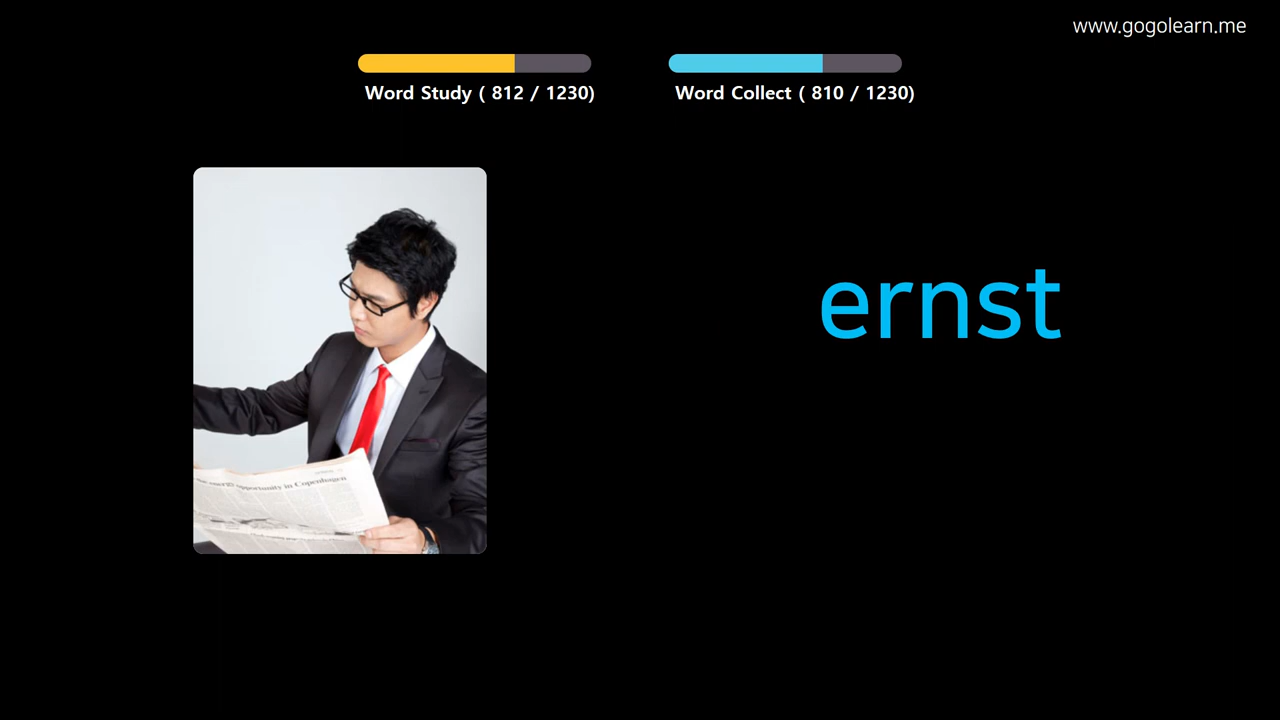 www.gogolearn.me
Word Study ( 812 / 1230)
Word Collect ( 810 / 1230)
ernst
opportunity in Copenhagen